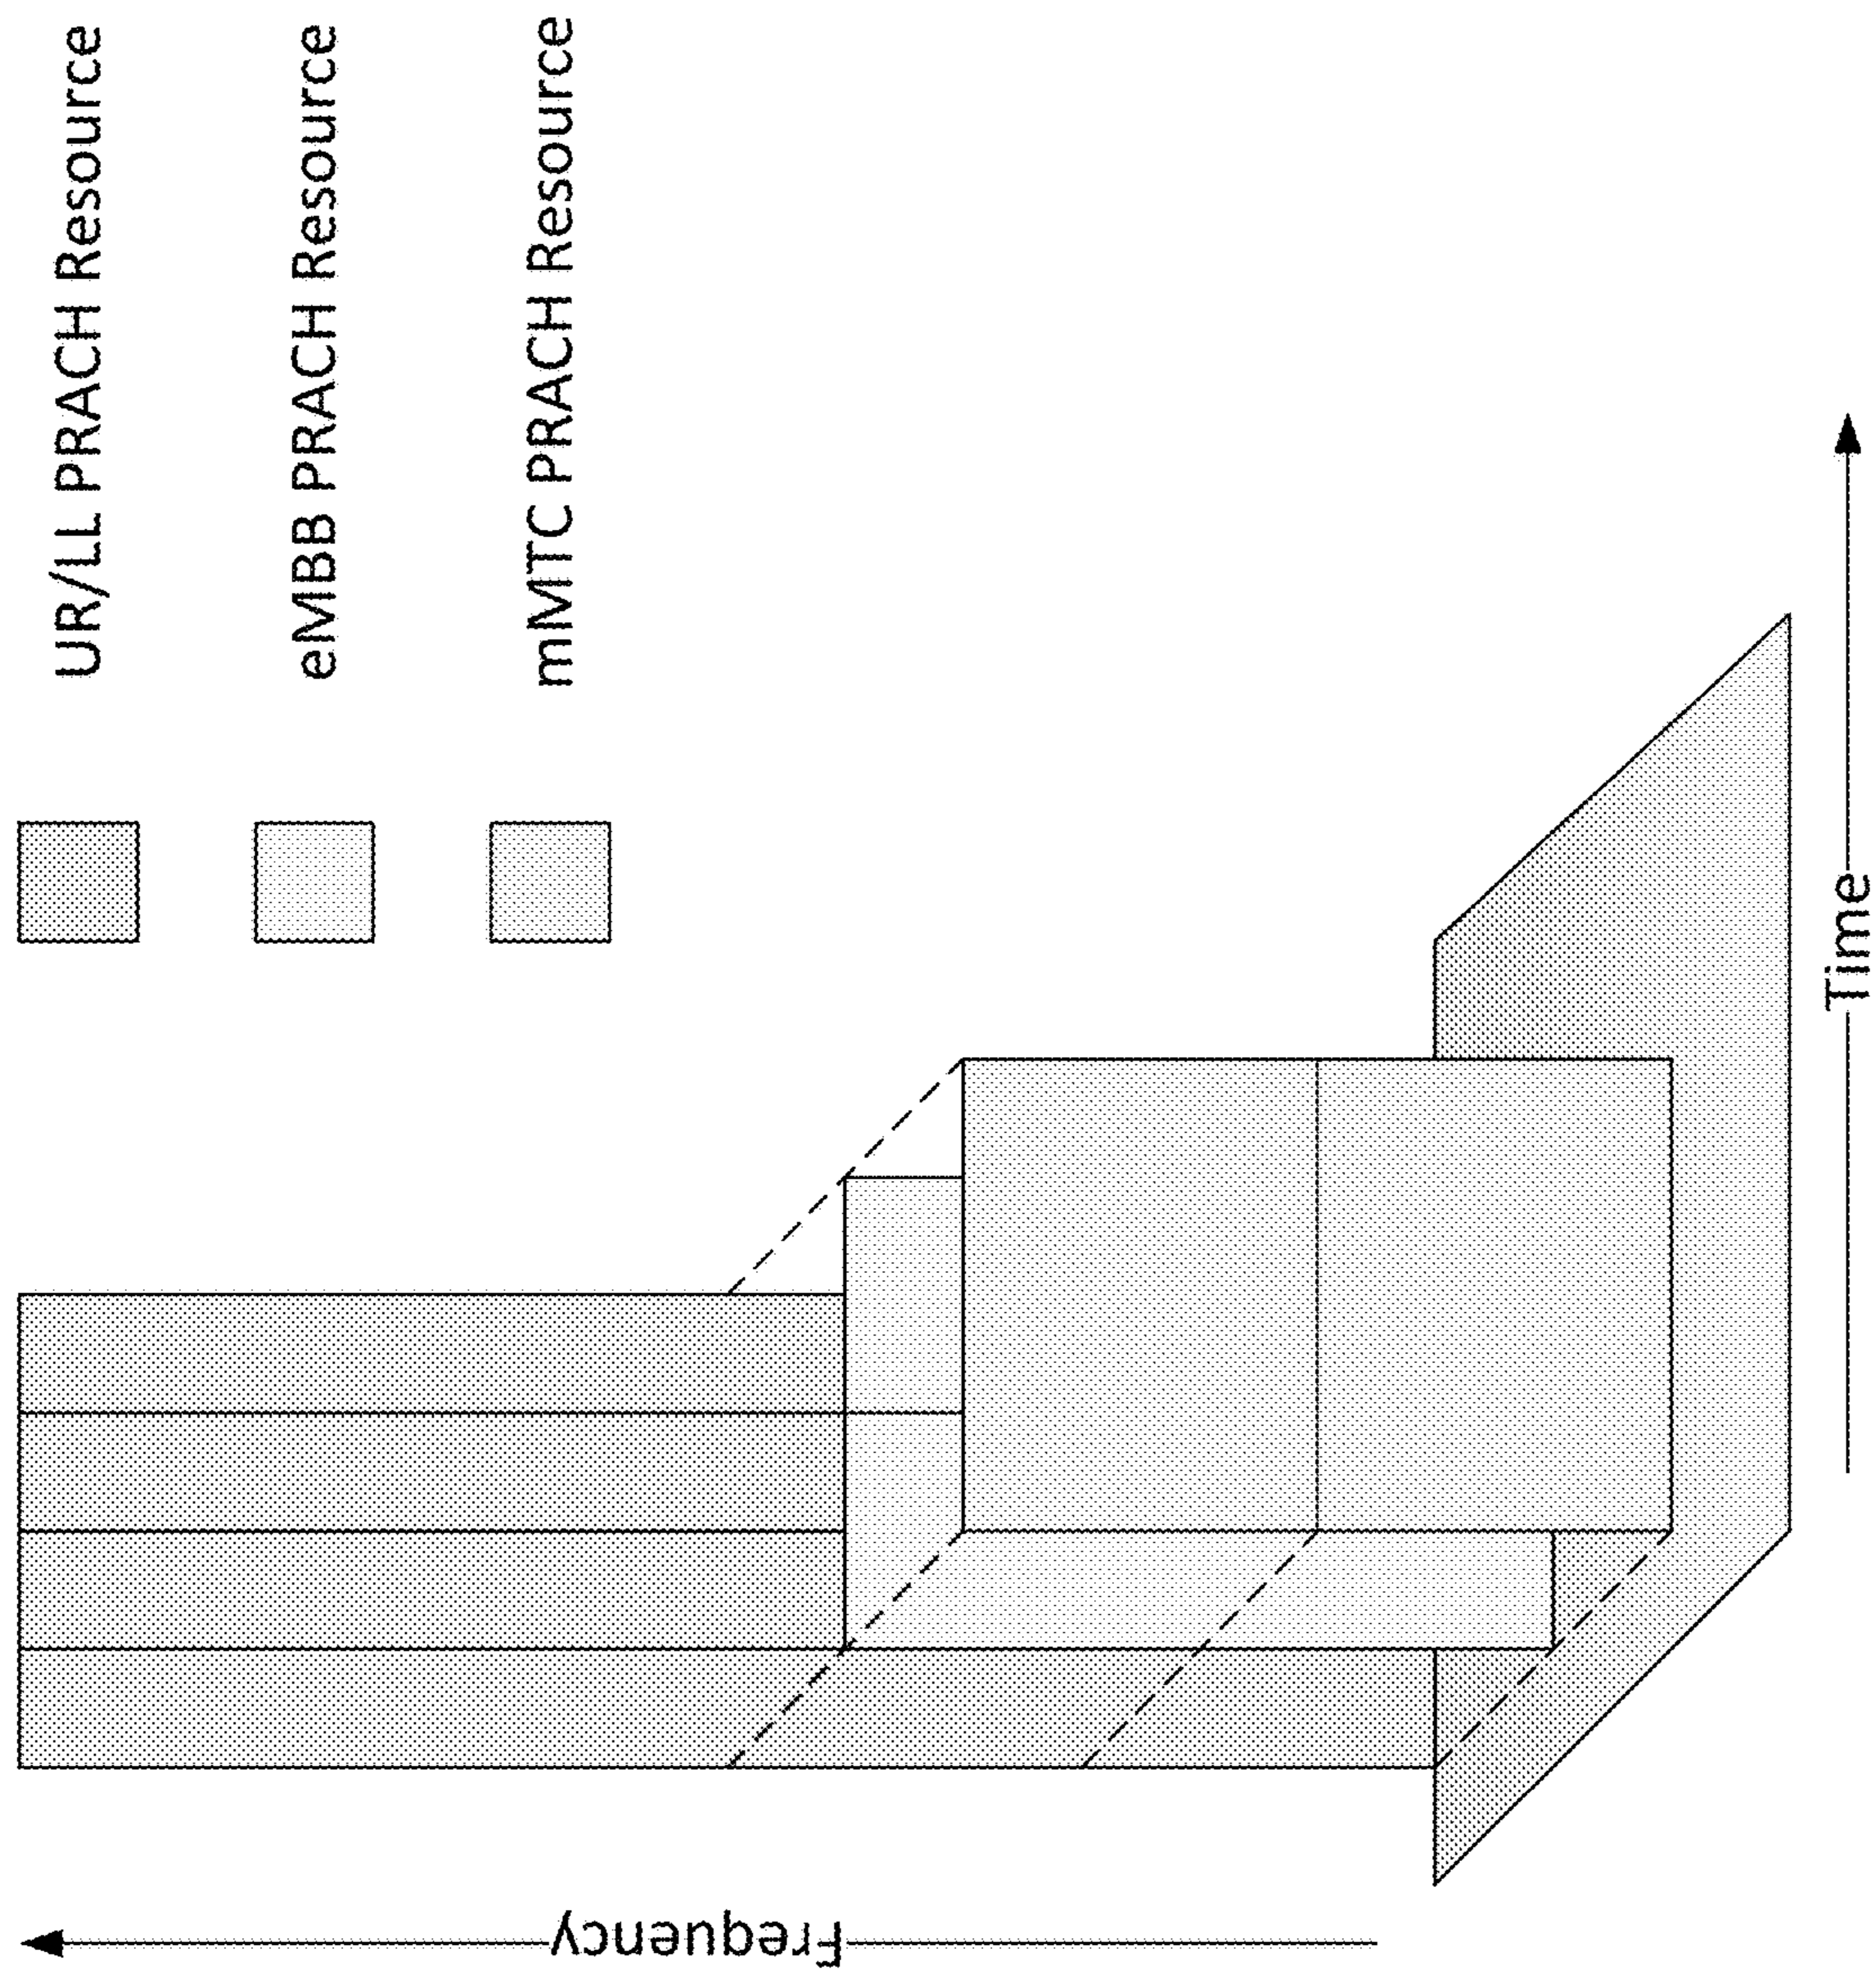 UR/LL PRACH Resource
eMBB PRACH Resource
mMTC PRACH Resource
Frequency
Time